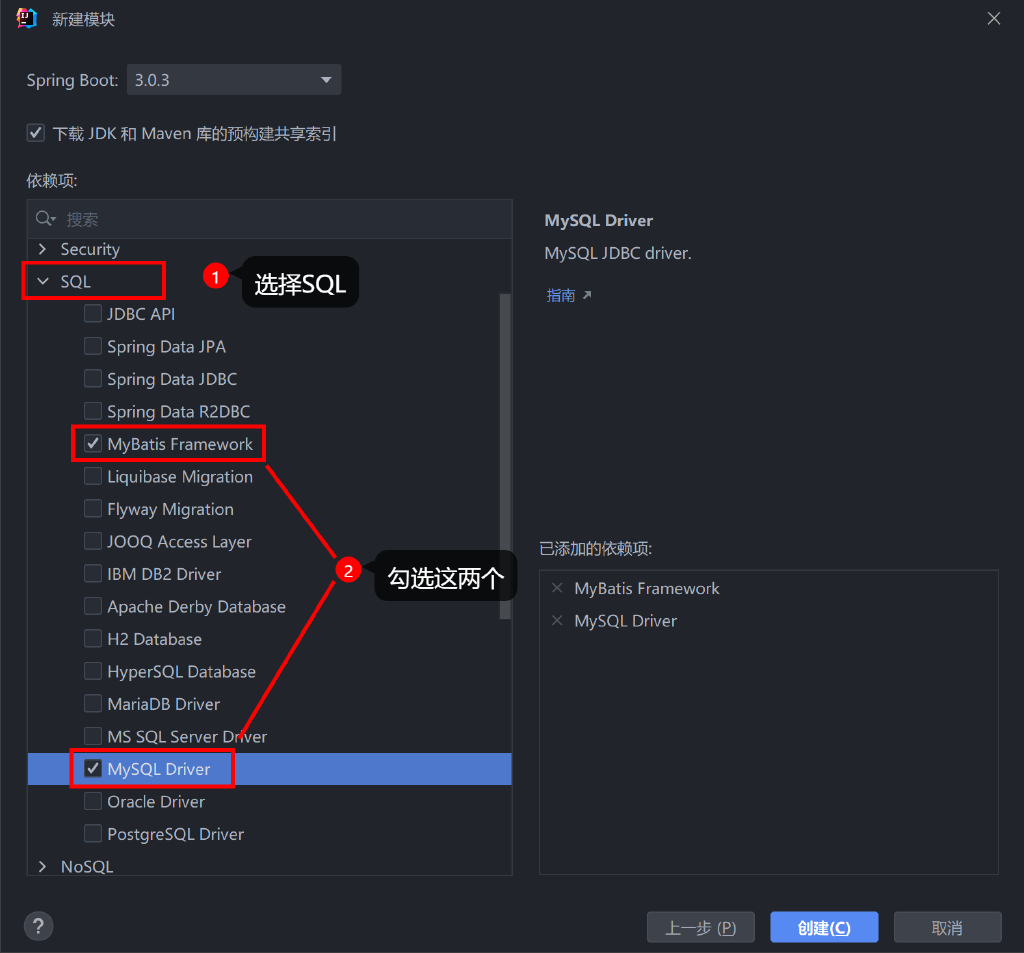 新建模块
Spring Boot: 3.0.3
下载 JDK 和 Maven 库的预构建共享索引
依赖项:
搜索
Security
SQL
1
选择SQL
JDBC API
Spring Data JPA
Spring Data JDBC
Spring Data R2DBC
MyBatis Framework
Liquibase Migration
Flyway Migration
JOOQ Access Layer
IBM DB2 Driver
Apache Derby Database
H2 Database
HyperSQL Database
MariaDB Driver
MS SQL Server Driver
MySQL Driver
Oracle Driver
PostgreSQL Driver
NoSQL
2
勾选这两个
MySQL Driver
MySQL JDBC driver.
指南
已添加的依赖项:
MyBatis Framework
MySQL Driver
?
上一步 (P)
创建(C)
取消